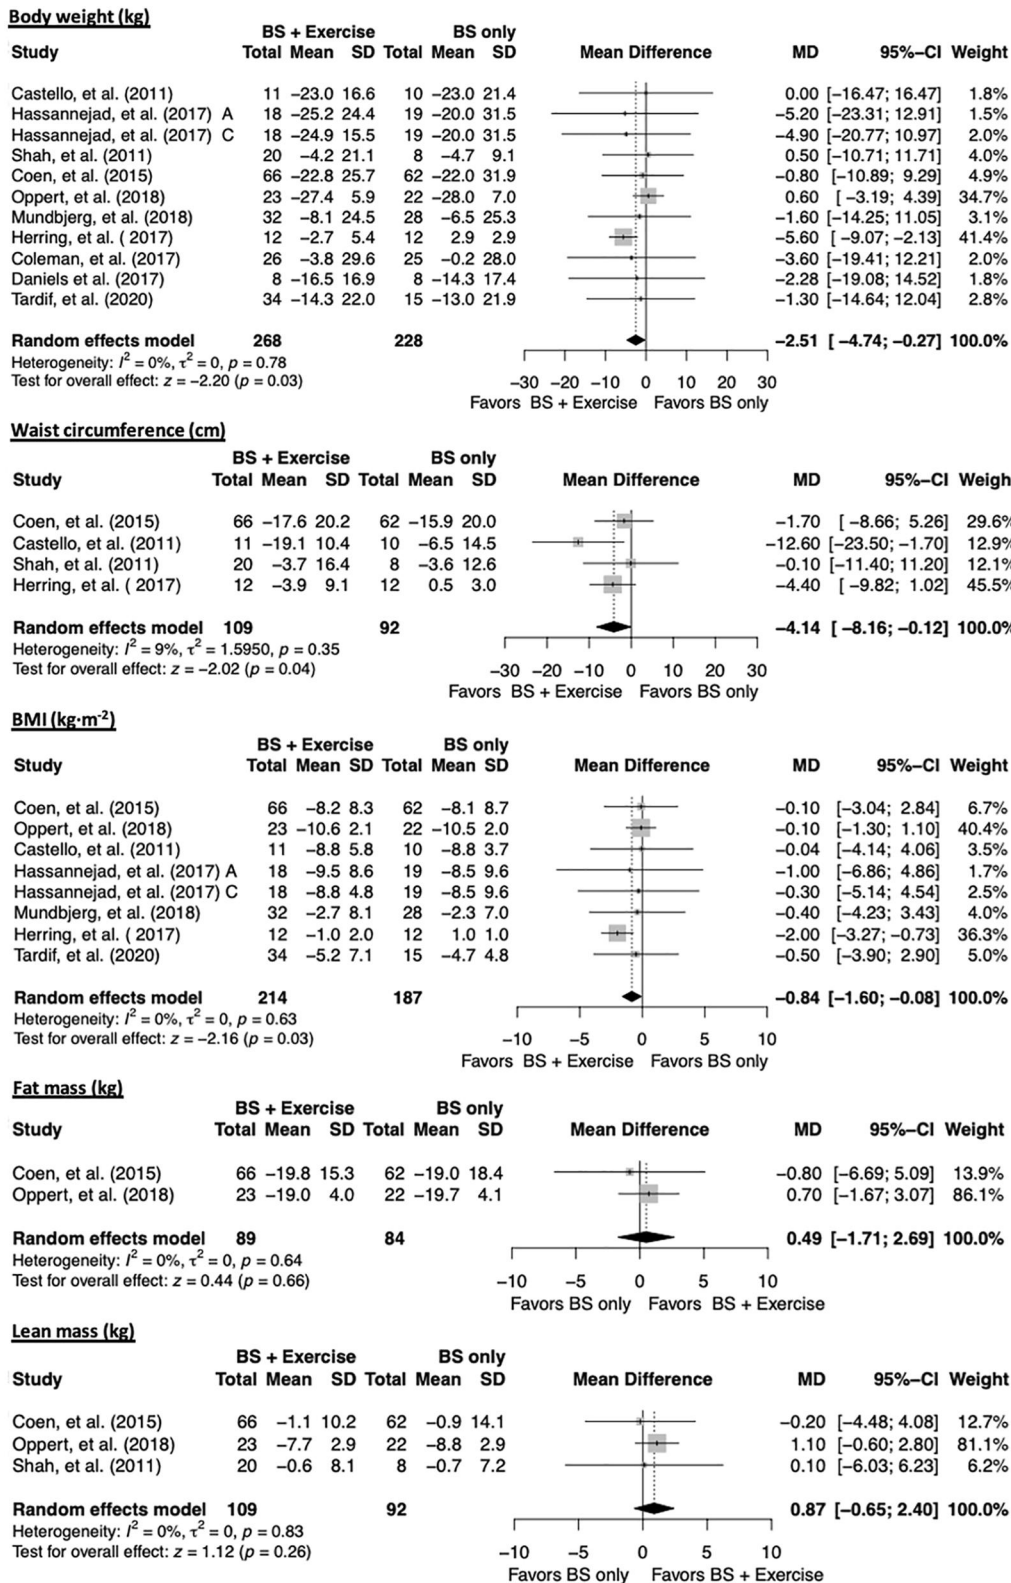 Body weight (kg)
BS + Exercise BS only
Study Total Mean SD Total Mean SD Mean Difference MD 95%−CI Weight
Castello, et al. (2011) 11 −23.0 16.6 10 −23.0 21.4 0.00 [−16.47; 16.47] 1.8%
Hassannejad, et al. (2017) A 18 −25.2 24.4 19 −20.0 31.5 −5.20 [−23.31; 12.91] 1.5%
Hassannejad, et al. (2017) C 18 −24.9 15.5 19 −20.0 31.5 −4.90 [−20.77; 10.97] 2.0%
Shah, et al. (2011) 20 −4.2 21.1 8 −4.7 9.1 0.50 [−10.71; 11.71] 4.0%
Coen, et al. (2015) 66 −22.8 25.7 62 −22.0 31.9 −0.80 [−10.89; 9.29] 4.9%
Oppert, et al. (2018) 23 −27.4 5.9 22 −28.0 7.0 0.60 [ −3.19; 4.39] 34.7%
Mundbjerg, et al. (2018) 32 −8.1 24.5 28 −6.5 25.3 −1.60 [−14.25; 11.05] 3.1%
Herring, et al. ( 2017) 12 −2.7 5.4 12 2.9 2.9 −5.60 [ −9.07; −2.13] 41.4%
Coleman, et al. (2017) 26 −3.8 29.6 25 −0.2 28.0 −3.60 [−19.41; 12.21] 2.0%
Daniels et al. (2017) 8 −16.5 16.9 8 −14.3 17.4 −2.28 [−19.08; 14.52] 1.8%
Tardif, et al. (2020) 34 −14.3 22.0 15 −13.0 21.9 −1.30 [−14.64; 12.04] 2.8%
Random effects model 268 228 −2.51 [ −4.74; −0.27] 100.0%
Heterogeneity: I² = 0%, τ² = 0, p = 0.78
Test for overall effect: z = −2.20 (p = 0.03)
−30 −20 −10 0 10 20 30
Favors BS + Exercise Favors BS only
Waist circumference (cm)
BS + Exercise BS only
Study Total Mean SD Total Mean SD Mean Difference MD 95%−CI Weigh
Coen, et al. (2015) 66 −17.6 20.2 62 −15.9 20.0 −1.70 [ −8.66; 5.26] 29.6%
Castello, et al. (2011) 11 −19.1 10.4 10 −6.5 14.5 −12.60 [−23.50; −1.70] 12.9%
Shah, et al. (2011) 20 −3.7 16.4 8 −3.6 12.6 −0.10 [−11.40; 11.20] 12.1%
Herring, et al. ( 2017) 12 −3.9 9.1 12 0.5 3.0 −4.40 [ −9.82; 1.02] 45.5%
Random effects model 109 92 −4.14 [ −8.16; −0.12] 100.0%
Heterogeneity: I² = 9%, τ² = 1.5950, p = 0.35
Test for overall effect: z = −2.02 (p = 0.04)
−30 −20 −10 0 10 20 30
Favors BS + Exercise Favors BS only
BMI (kg·m⁻²)
BS + Exercise BS only
Study Total Mean SD Total Mean SD Mean Difference MD 95%−CI Weight
Coen, et al. (2015) 66 −8.2 8.3 62 −8.1 8.7 −0.10 [−3.04; 2.84] 6.7%
Oppert, et al. (2018) 23 −10.6 2.1 22 −10.5 2.0 −0.10 [−1.30; 1.10] 40.4%
Castello, et al. (2011) 11 −8.8 5.8 10 −8.8 3.7 −0.04 [−4.14; 4.06] 3.5%
Hassannejad, et al. (2017) A 18 −9.5 8.6 19 −8.5 9.6 −1.00 [−6.86; 4.86] 1.7%
Hassannejad, et al. (2017) C 18 −8.8 4.8 19 −8.5 9.6 −0.30 [−5.14; 4.54] 2.5%
Mundbjerg, et al. (2018) 32 −2.7 8.1 28 −2.3 7.0 −0.40 [−4.23; 3.43] 4.0%
Herring, et al. ( 2017) 12 −1.0 2.0 12 1.0 1.0 −2.00 [−3.27; −0.73] 36.3%
Tardif, et al. (2020) 34 −5.2 7.1 15 −4.7 4.8 −0.50 [−3.90; 2.90] 5.0%
Random effects model 214 187 −0.84 [−1.60; −0.08] 100.0%
Heterogeneity: I² = 0%, τ² = 0, p = 0.63
Test for overall effect: z = −2.16 (p = 0.03)
−10 −5 0 5 10
Favors BS + Exercise Favors BS only
Fat mass (kg)
BS + Exercise BS only
Study Total Mean SD Total Mean SD Mean Difference MD 95%−CI Weight
Coen, et al. (2015) 66 −19.8 15.3 62 −19.0 18.4 −0.80 [−6.69; 5.09] 13.9%
Oppert, et al. (2018) 23 −19.0 4.0 22 −19.7 4.1 0.70 [−1.67; 3.07] 86.1%
Random effects model 89 84 0.49 [−1.71; 2.69] 100.0%
Heterogeneity: I² = 0%, τ² = 0, p = 0.64
Test for overall effect: z = 0.44 (p = 0.66)
−10 −5 0 5 10
Favors BS only Favors BS + Exercise
Lean mass (kg)
BS + Exercise BS only
Study Total Mean SD Total Mean SD Mean Difference MD 95%−CI Weight
Coen, et al. (2015) 66 −1.1 10.2 62 −0.9 14.1 −0.20 [−4.48; 4.08] 12.7%
Oppert, et al. (2018) 23 −7.7 2.9 22 −8.8 2.9 1.10 [−0.60; 2.80] 81.1%
Shah, et al. (2011) 20 −0.6 8.1 8 −0.7 7.2 0.10 [−6.03; 6.23] 6.2%
Random effects model 109 92 0.87 [−0.65; 2.40] 100.0%
Heterogeneity: I² = 0%, τ² = 0, p = 0.83
Test for overall effect: z = 1.12 (p = 0.26)
−10 −5 0 5 10
Favors BS only Favors BS + Exercise